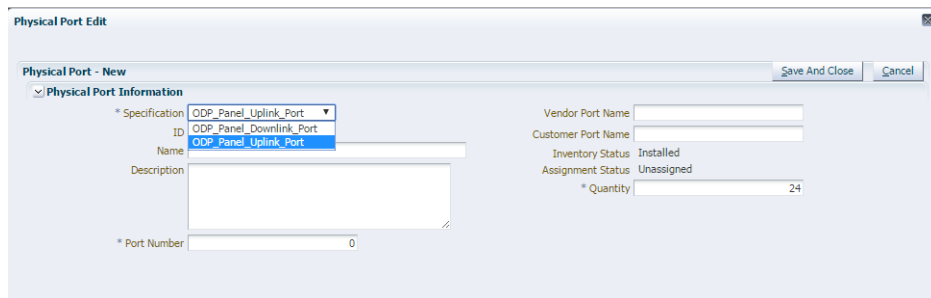 Physical Port Edit
Physical Port - New
Save And Close
Cancel
Physical Port Information
* Specification ODP_Panel_Uplink_Port
ODP_Panel_Downlink_Port
ODP_Panel_Uplink_Port
ID
Name
Description
* Port Number 0
Vendor Port Name
Customer Port Name
Inventory Status Installed
Assignment Status Unassigned
* Quantity 24